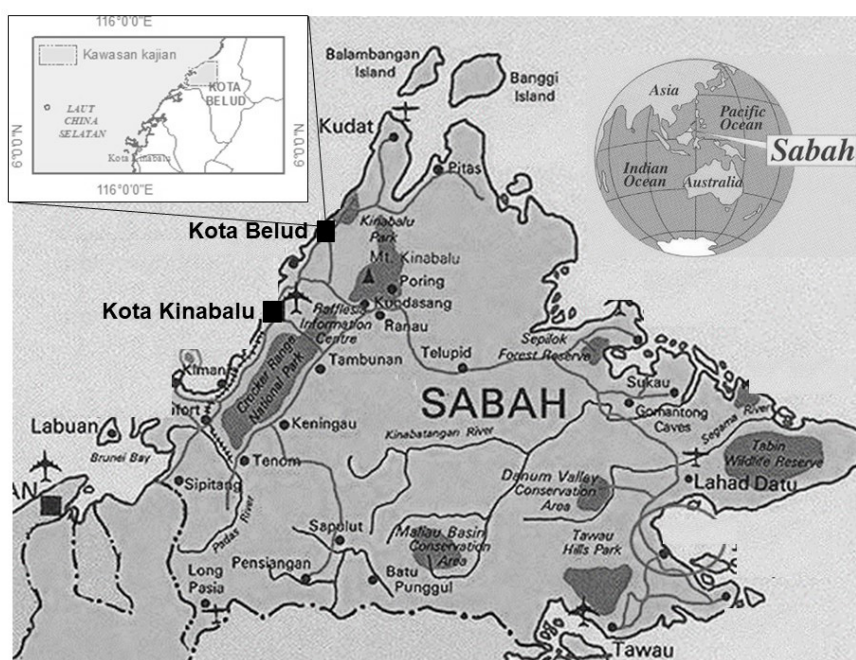 116°0'0"E
Kawasan kajian
KOTA
BELUD
LAUT
CHINA
SELATAN
Kota Kinabalu
6°0'0"N
6°0'0"N
116°0'0"E
Balambangan
Island
Banggi
Island
Kudat
Pitas
Asia
Pacific
Ocean
Sabah
Indian
Ocean
Australia
Kota Belud
Kinabalu
Park
Mt. Kinabalu
Poring
Kundasang
Ranau
Kota Kinabalu
Rafflesia
Information
Centre
Sepilok
Forest Reserve
Kiman
Crocker Range
National Park
Tambunan
Telupid
Sukau
Gomantong
Caves
SABAH
ifort
Labuan
Brunei Bay
Keningau
Kinabatangan River
Segama River
Tabin
Wildlife Reserve
Tenom
Danum Valley
Conservation
Area
Lahad Datu
AN
Sipitang
Padas River
Sapulut
Maliau Basin
Conservation
Area
Tawau
Hills Park
Long
Pasia
Pensiangan
Batu
Punggul
Tawau